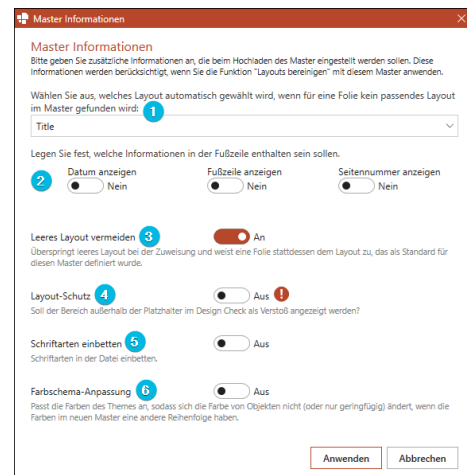 Master Informationen
Master Informationen
Bitte geben Sie zusätzliche Informationen an, die beim Hochladen des Master eingestellt werden sollen. Diese
Informationen werden berücksichtigt, wenn Sie die Funktion "Layouts bereinigen" mit diesem Master anwenden.
Wählen Sie aus, welches Layout automatisch gewählt wird, wenn für eine Folie kein passendes Layout
im Master gefunden wird: 1
Title
Legen Sie fest, welche Informationen in der Fußzeile enthalten sein sollen.
Datum anzeigen Fußzeile anzeigen Seitennummer anzeigen
2 Nein Nein Nein
Leeres Layout vermeiden 3 An
Überspringt leeres Layout bei der Zuweisung und weist eine Folie stattdessen dem Layout zu, das als Standard für
diesen Master definiert wurde.
Layout-Schutz 4 Aus !
Soll der Bereich außerhalb der Platzhalter im Design Check als Verstoß angezeigt werden?
Schriftarten einbetten 5 Aus
Schriftarten in der Datei einbetten.
Farbschema-Anpassung 6 Aus
Passt die Farben des Themes an, sodass sich die Farbe von Objekten nicht (oder nur geringfügig) ändert, wenn die
Farben im neuen Master eine andere Reihenfolge haben.
Anwenden Abbrechen